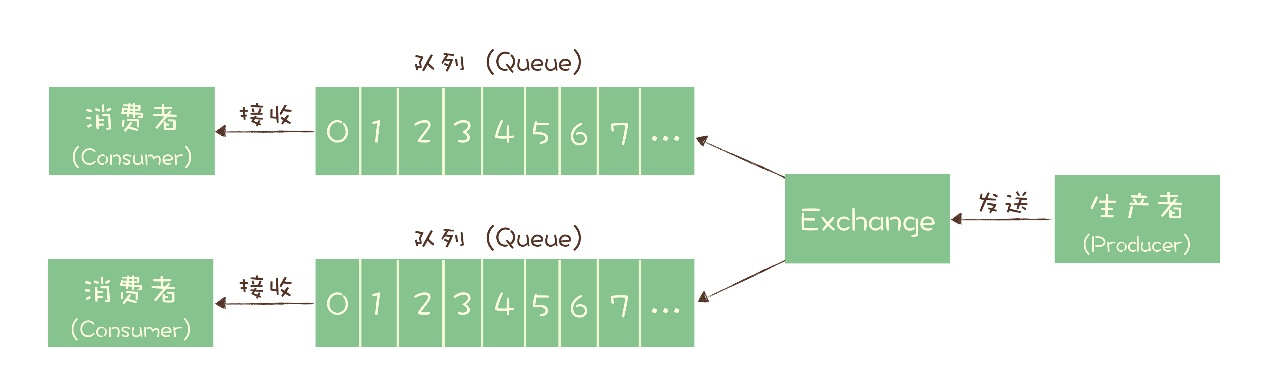 队列 (Queue)
消费者
(Consumer)
接收
0 1 2 3 4 5 6 7 ...
Exchange
发送
生产者
(Producer)
队列 (Queue)
消费者
(Consumer)
接收
0 1 2 3 4 5 6 7 ...